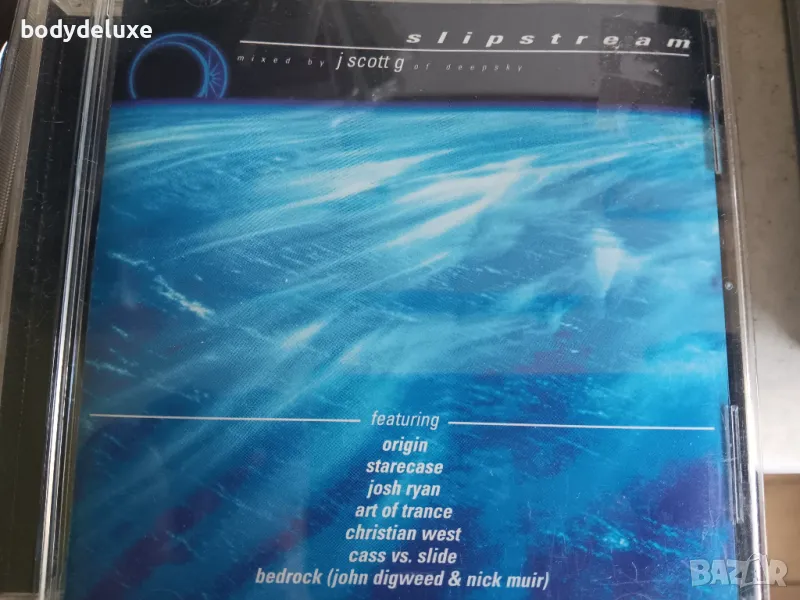 bodydeluxe
slipstream
mixed by j scott g of deepsky
featuring
origin
starecase
josh ryan
art of trance
christian west
cass vs. slide
bedrock (john digweed & nick muir)
BAZAR